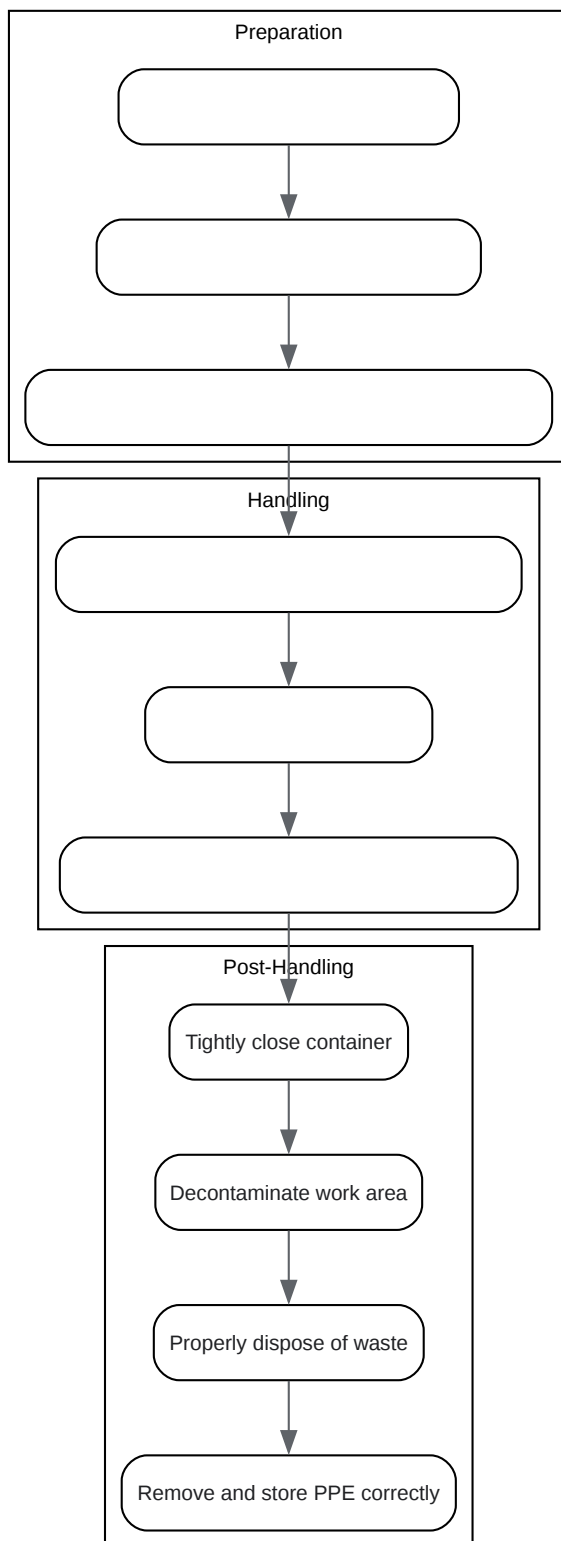 Preparation
Handling
Post-Handling
Tightly close container
Decontaminate work area
Properly dispose of waste
Remove and store PPE correctly